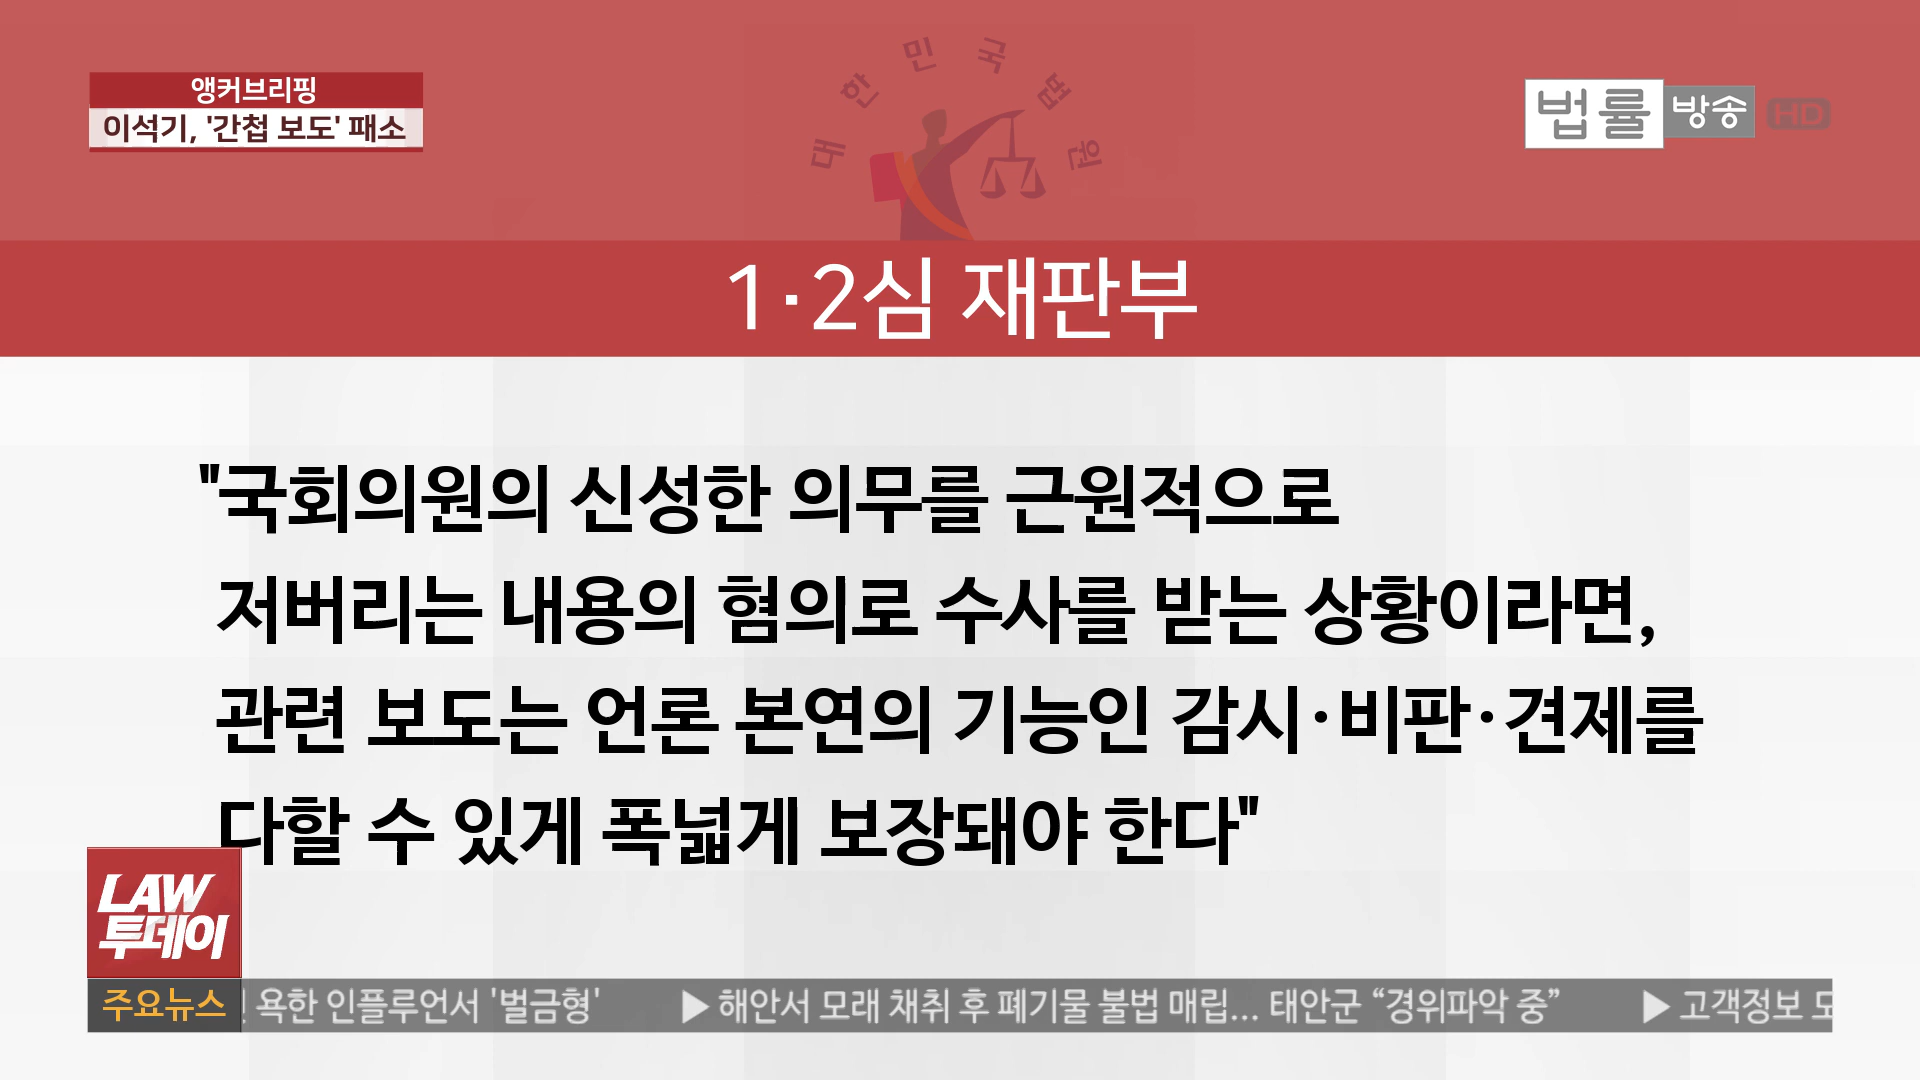 대한민국법원
앵커브리핑
이석기, '간첩 보도' 패소
법률방송 HD
1·2심 재판부
"국회의원의 신성한 의무를 근원적으로
저버리는 내용의 혐의로 수사를 받는 상황이라면,
관련 보도는 언론 본연의 기능인 감시·비판·견제를
다할 수 있게 폭넓게 보장돼야 한다"
LAW
투데이
주요뉴스 욕한 인플루언서 '벌금형' ▶ 해안서 모래 채취 후 폐기물 불법 매립... 태안군 “경위파악 중” ▶ 고객정보